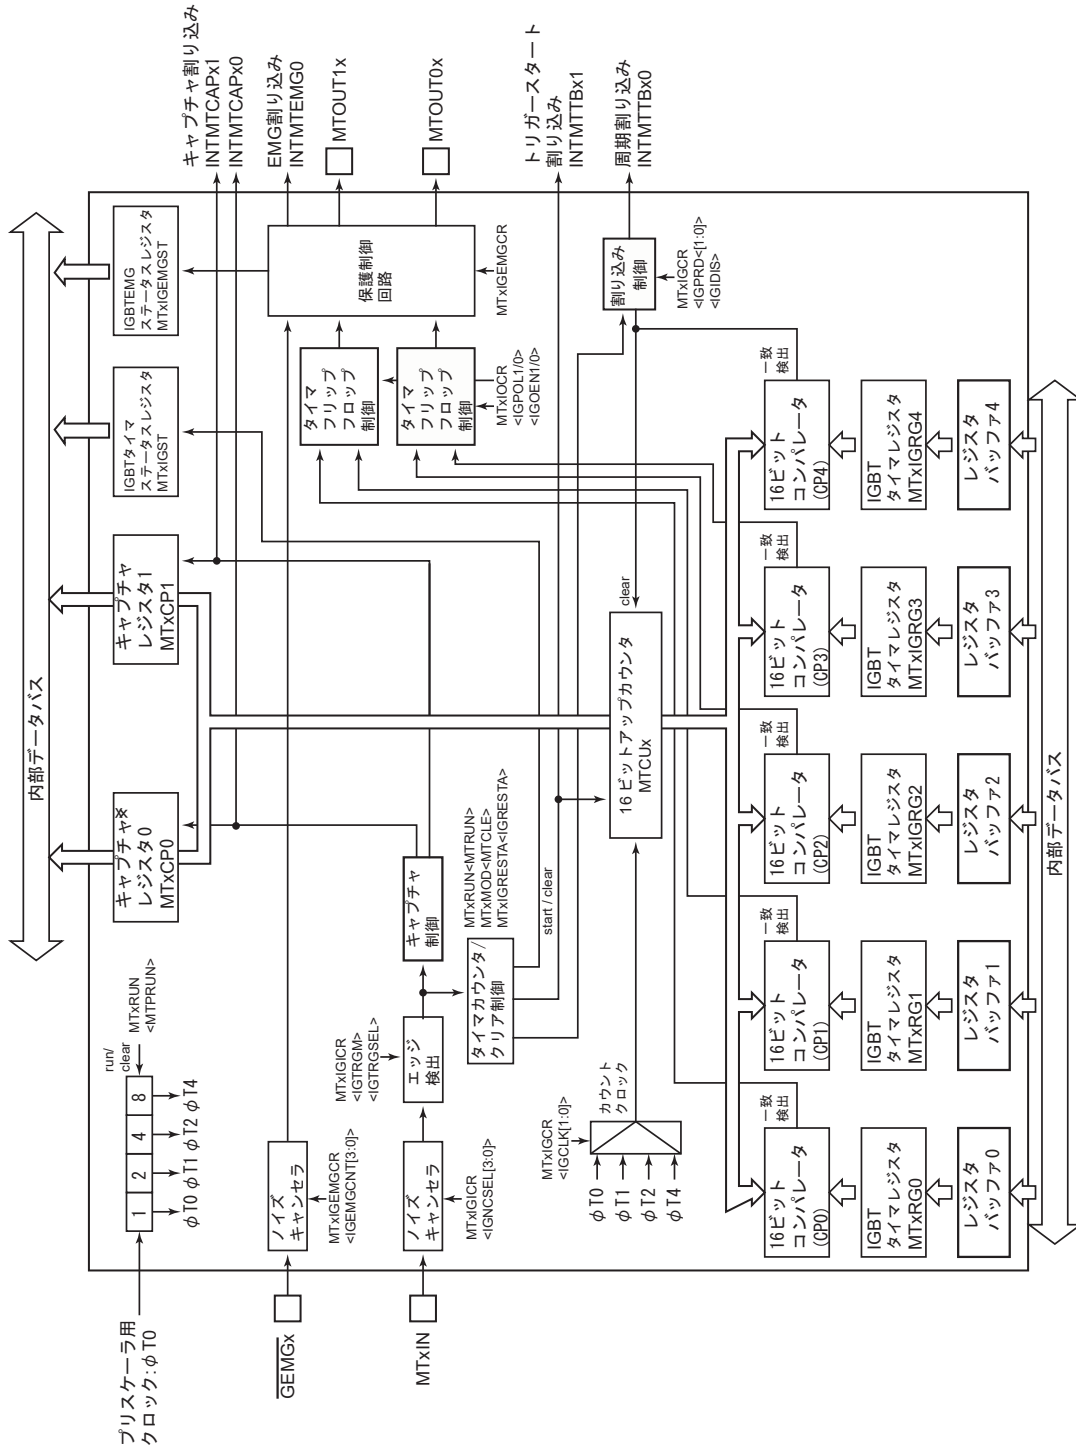 プリスケーラ用
クロック:φT0
1
2
4
8
run/
clear
MTxRUN
<MTPRUN>
φT0
φT1
φT2
φT4
内部データバス
キャプチャ
レジスタ0
MTxCP0
キャプチャ
レジスタ1
MTxCP1
IGBTタイマ
ステータスレジスタ
MTxIGST
IGBTEMG
ステータスレジスタ
MTxIGEMGST
キャプチャ割り込み
INTMTCAPx1
INTMTCAPx0
GEMGx
ノイズ
キャンセラ
MTxIGEMGCR
<IGEMGCNT[3:0]>
タイマ
フリップ
フロップ
制御
保護制御
回路
EMG割り込み
INTMTEMG0
MTOUT1x
MTxIN
ノイズ
キャンセラ
MTxIGICR
<IGNCSEL[3:0]>
MTxIGICR
<IGTRGM>
<IGTRGSEL>
エッジ
検出
キャプチャ
制御
タイマ
フリップ
フロップ
制御
MTxIOCR
<IGPOL1/0>
<IGOEN1/0>
MTxIGEMGCR
MTOUT0x
タイマカウンタ/
クリア制御
MTxRUN<MTRUN>
MTxMOD<MTCLE>
MTxIGRESTA<IGRESTA>
start / clear
トリガースタート
割り込み
INTMTTBx1
MTxIGCR
<IGCLK[1:0]>
φT0
φT1
φT2
φT4
カウント
クロック
16 ビットアップカウンタ
MTCUx
clear
割り込み
制御
MTxIGCR
<IGPRD<[1:0]>
<IGIDIS>
周期割り込み
INTMTTBx0
一致
検出
一致
検出
一致
検出
一致
検出
一致
検出
16ビット
コンパレータ
(CP0)
16ビット
コンパレータ
(CP1)
16ビット
コンパレータ
(CP2)
16ビット
コンパレータ
(CP3)
16ビット
コンパレータ
(CP4)
IGBT
タイマレジスタ
MTxRG0
IGBT
タイマレジスタ
MTxRG1
IGBT
タイマレジスタ
MTxIGRG2
IGBT
タイマレジスタ
MTxIGRG3
IGBT
タイマレジスタ
MTxIGRG4
レジスタ
バッファ0
レジスタ
バッファ1
レジスタ
バッファ2
レジスタ
バッファ3
レジスタ
バッファ4
内部データバス